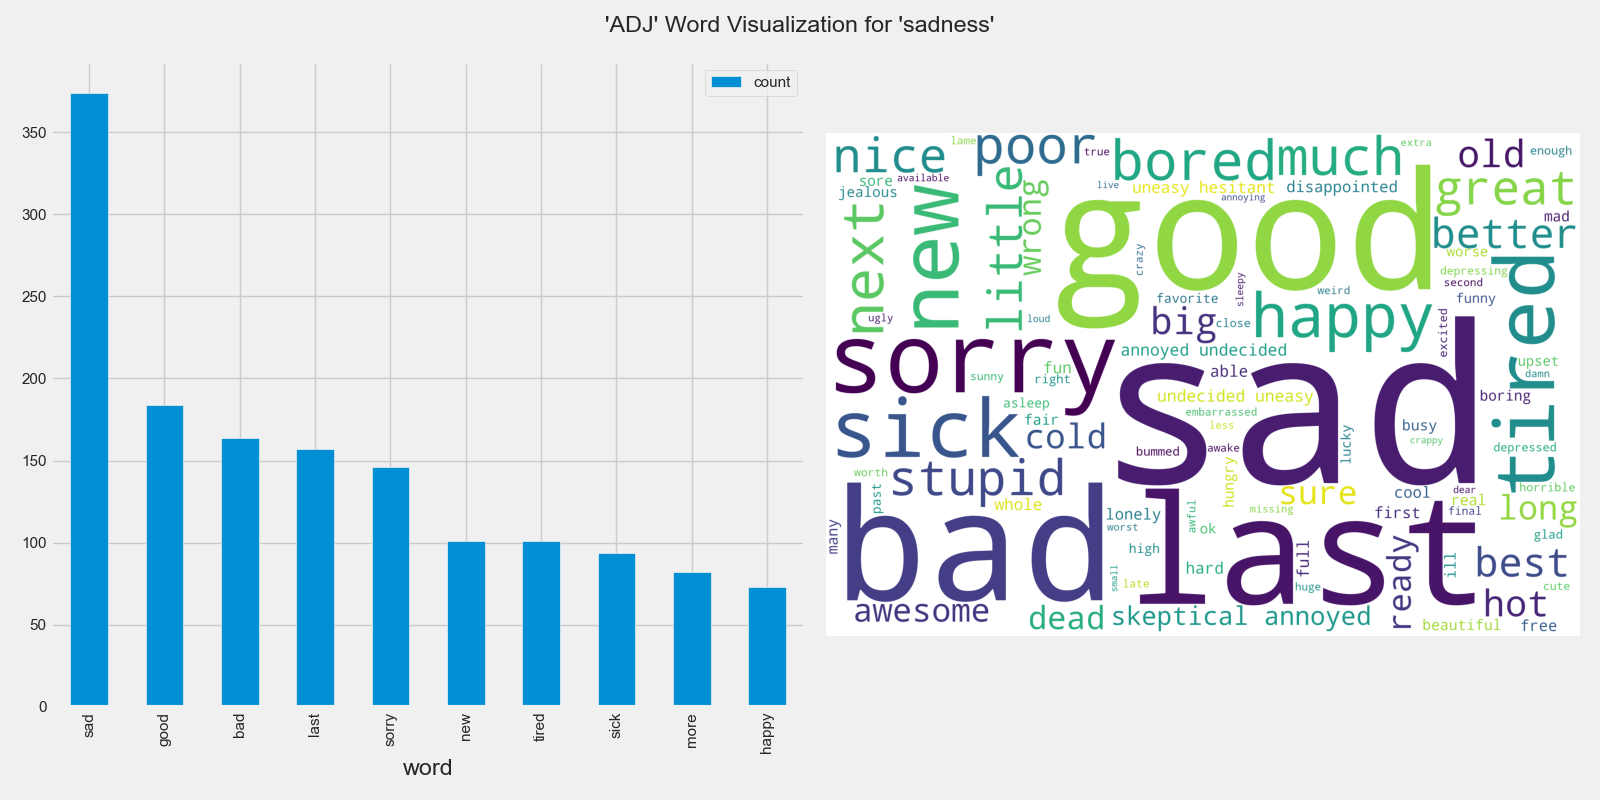 'ADJ' Word Visualization for 'sadness'
count
350
300
250
200
150
100
50
0
sad
good
bad
last
sorry
new
tired
sick
more
happy
word
lame
nice
poor
true
bored
much
extra
old
enough
sore
available
jealous
live
uneasy hesitant
disappointed
annoying
great
mad
next
new
little
wrong
good
better
crazy
worse
depressing
second
sleepy
favorite
weird
funny
ugly
loud
big
close
happy
excited
tired
sorry
annoyed undecided
sunny
fun
right
able
upset
damn
sad
undecided uneasy
boring
asleep
embarrassed
fair
less
busy
sick
cold
lucky
crappy
bummed
awake
depressed
stupid
worth
hungry
past
whole
sure
cool
dear
real
horrible
long
bad
last
lonely
worst
awful
ok
missing
first
final
many
high
full
ready
ill
glad
best
small
late
hard
huge
cute
awesome
dead
skeptical annoyed
hot
beautiful
free